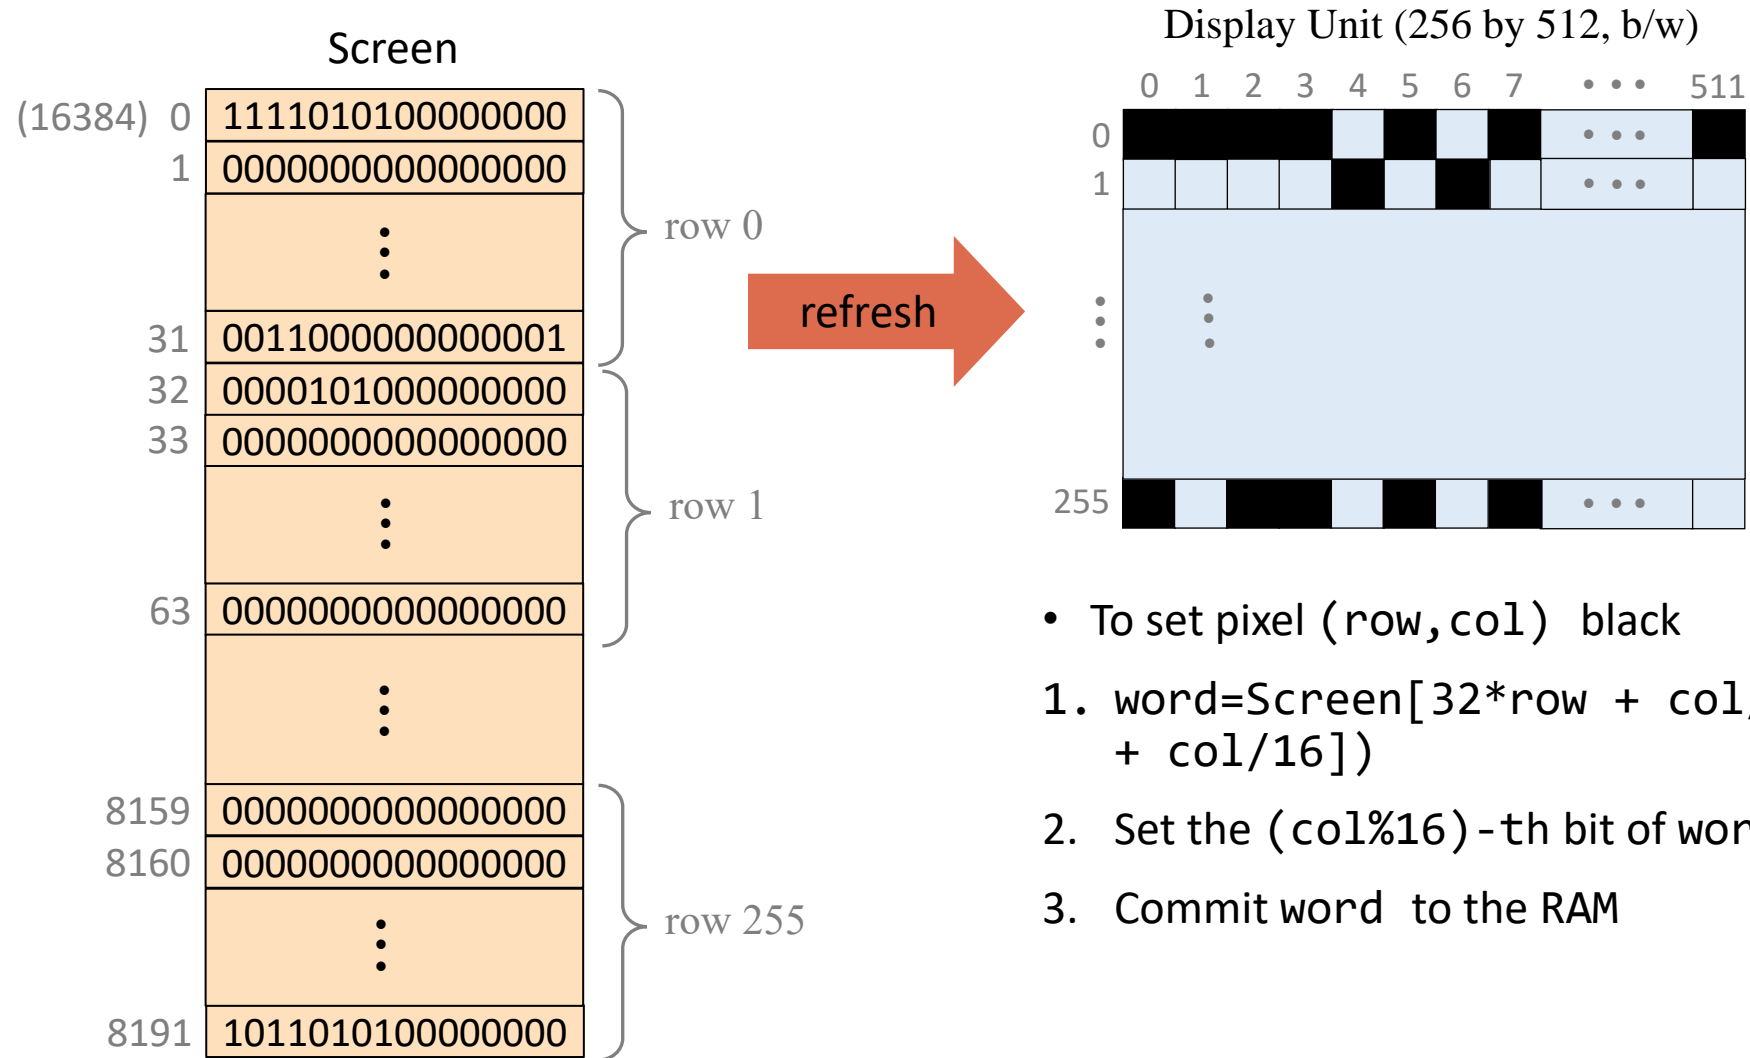 Screen
(16384) 0 1111010100000000
1 0000000000000000
31 0011000000000001
row 0
32 0000101000000000
33 0000000000000000
63 0000000000000000
row 1
8159 0000000000000000
8160 0000000000000000
8191 1011010100000000
row 255
refresh
Display Unit (256 by 512, b/w)
0 1 2 3 4 5 6 7 • • • 511
0 • • •
1 • • •
255 • • •
• To set pixel (row,col) black
1. word=Screen[32*row + col
+ col/16])
2. Set the (col%16)-th bit of
3. Commit word to the RAM